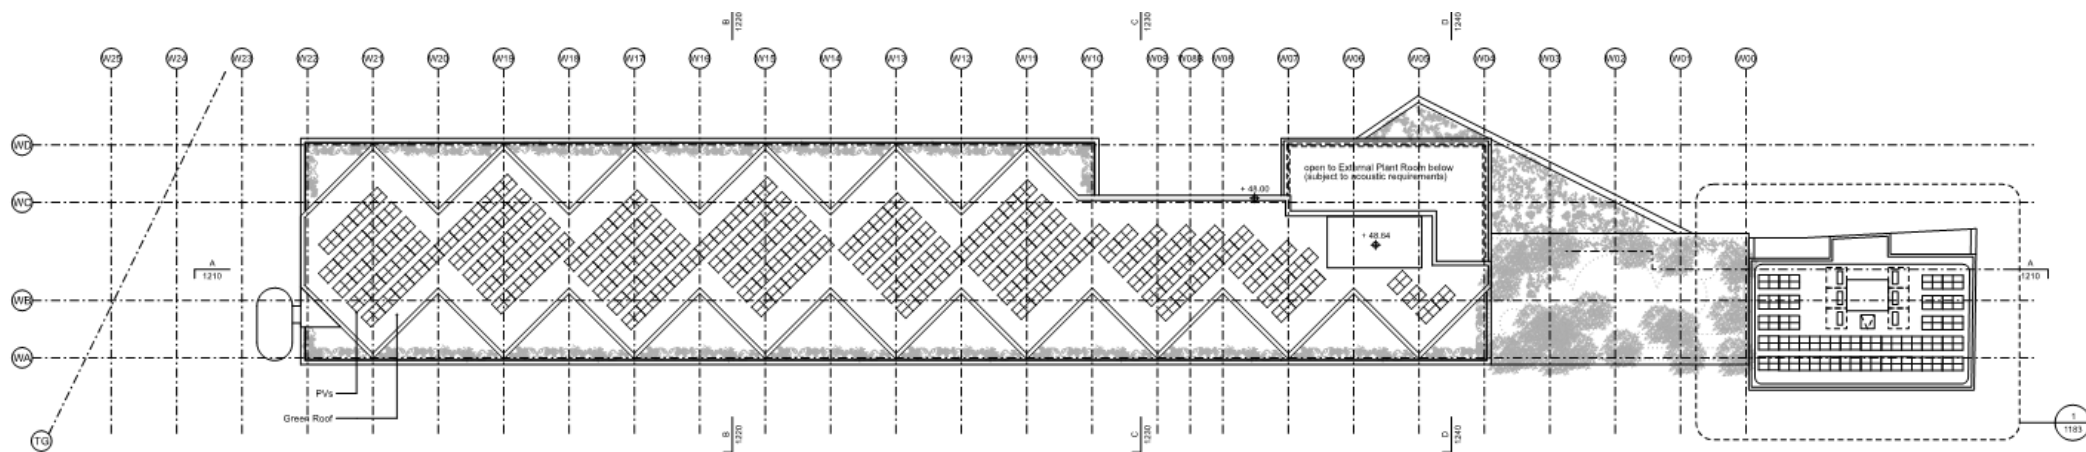 B
1220
C
1230
D
1240
W25 W24 W23 W22 W21 W20 W19 W18 W17 W16 W15 W14 W13 W12 W11 W10 W09 W08B W08 W07 W06 W05 W04 W03 W02 W01 W00
WD
open to External Plant Room below
(subject to acoustic requirements)
+ 48.00
WC
+ 48.64
A
1210
A
1210
WB
WA
PVs
Green Roof
TG
B
1220
C
1230
D
1240
1
1183